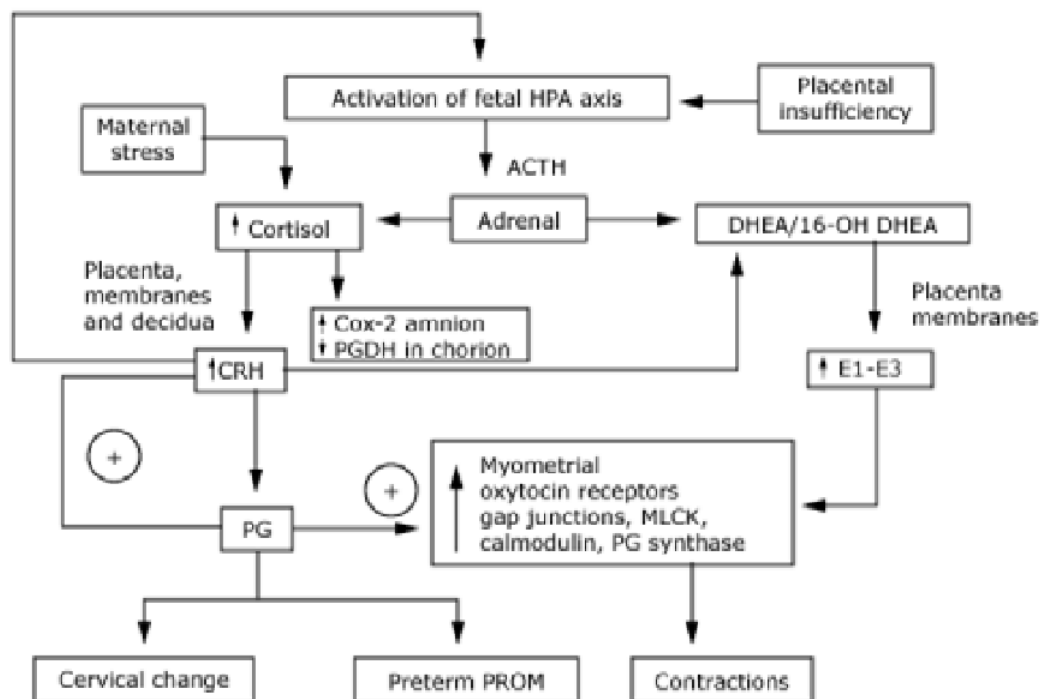 Activation of fetal HPA axis
Placental
insufficiency
Maternal
stress
ACTH
Cortisol
Adrenal
DHEA/16-OH DHEA
Placenta,
membranes
and decidua
Cox-2 amnion
PGDH in chorion
Placenta
membranes
CRH
E1-E3
+
+
Myometrial
oxytocin receptors
gap junctions, MLCK,
calmodulin, PG synthase
PG
Cervical change
Preterm PROM
Contractions